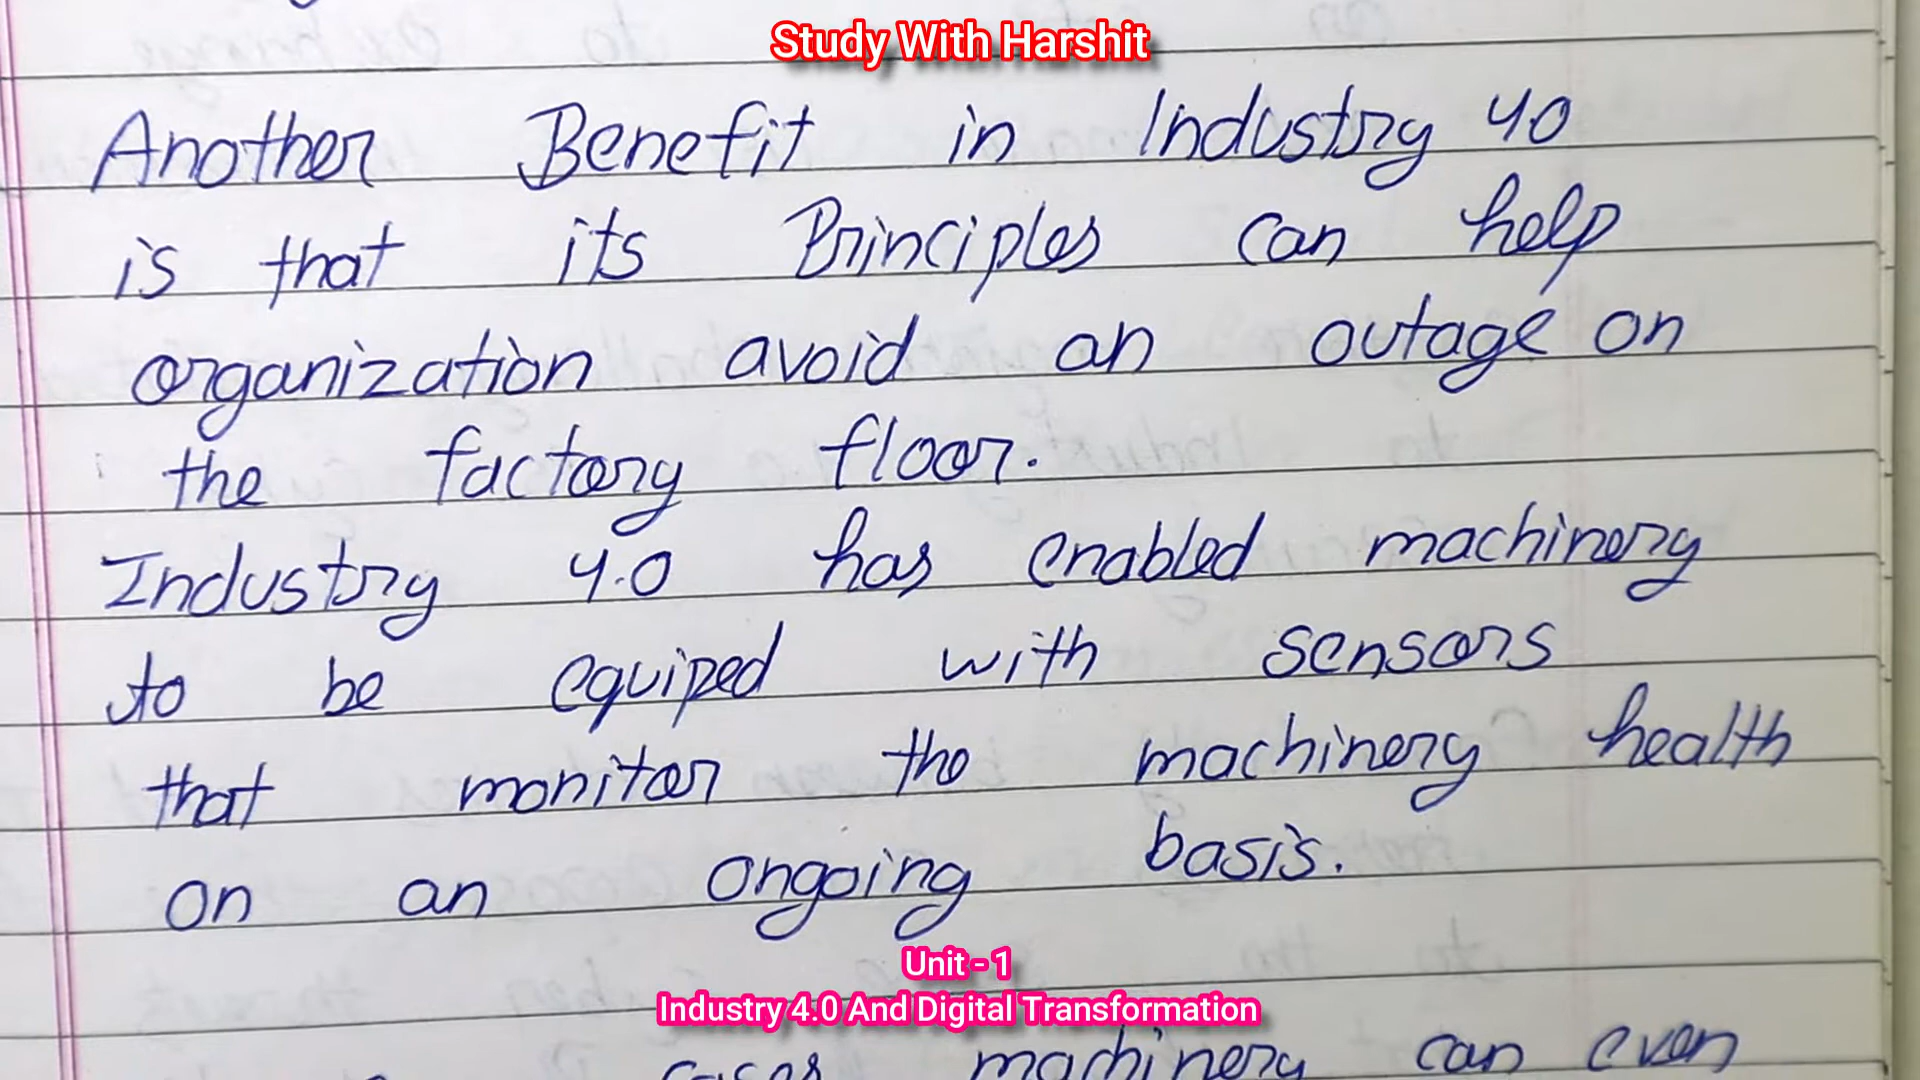 Study With Harshit
Another Benefit in Industry 40
is that its Principles can help
organization avoid an outage on
the factory floor.
Industry 4.0 has enabled machinery
to be equiped with sensors
that monitor the machinery health
on an ongoing basis.
Unit - 1
Industry 4.0 And Digital Transformation
cases machinery can even